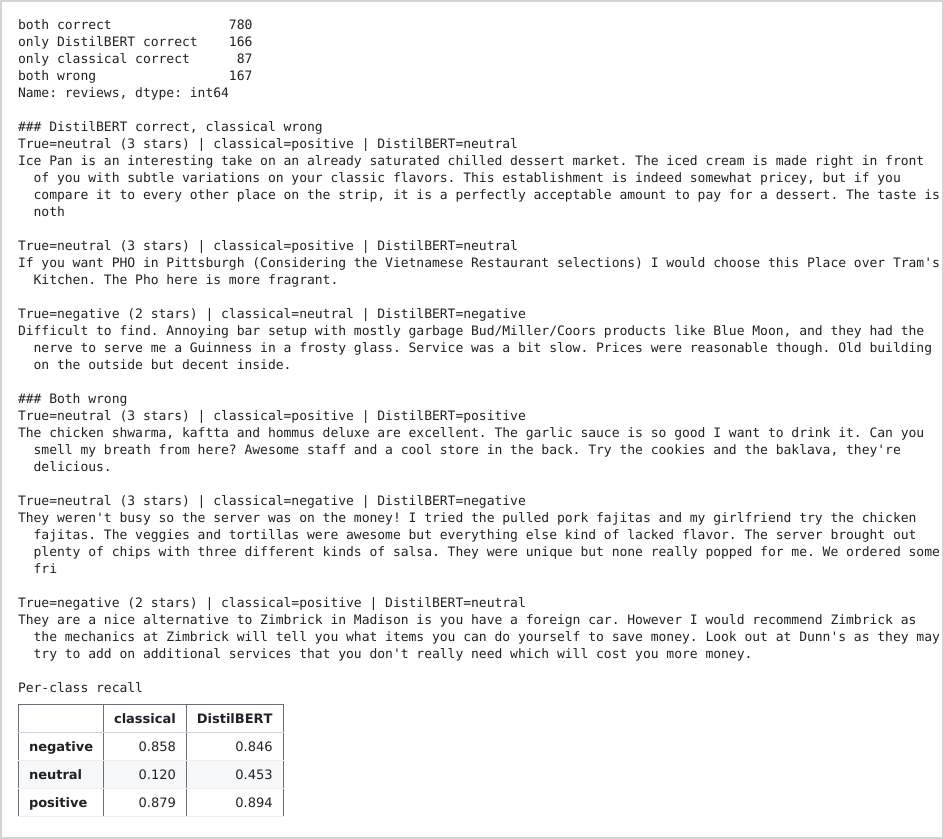 both correct 780
only DistilBERT correct 166
only classical correct 87
both wrong 167
Name: reviews, dtype: int64
### DistilBERT correct, classical wrong
True=neutral (3 stars) | classical=positive | DistilBERT=neutral
Ice Pan is an interesting take on an already saturated chilled dessert market. The iced cream is made right in front
of you with subtle variations on your classic flavors. This establishment is indeed somewhat pricey, but if you
compare it to every other place on the strip, it is a perfectly acceptable amount to pay for a dessert. The taste is
noth
True=neutral (3 stars) | classical=positive | DistilBERT=neutral
If you want PHO in Pittsburgh (Considering the Vietnamese Restaurant selections) I would choose this Place over Tram's
Kitchen. The Pho here is more fragrant.
True=negative (2 stars) | classical=neutral | DistilBERT=negative
Difficult to find. Annoying bar setup with mostly garbage Bud/Miller/Coors products like Blue Moon, and they had the
nerve to serve me a Guinness in a frosty glass. Service was a bit slow. Prices were reasonable though. Old building
on the outside but decent inside.
### Both wrong
True=neutral (3 stars) | classical=positive | DistilBERT=positive
The chicken shwarma, kaftta and hommus deluxe are excellent. The garlic sauce is so good I want to drink it. Can you
smell my breath from here? Awesome staff and a cool store in the back. Try the cookies and the baklava, they're
delicious.
True=neutral (3 stars) | classical=negative | DistilBERT=negative
They weren't busy so the server was on the money! I tried the pulled pork fajitas and my girlfriend try the chicken
fajitas. The veggies and tortillas were awesome but everything else kind of lacked flavor. The server brought out
plenty of chips with three different kinds of salsa. They were unique but none really popped for me. We ordered some
fri
True=negative (2 stars) | classical=positive | DistilBERT=neutral
They are a nice alternative to Zimbrick in Madison is you have a foreign car. However I would recommend Zimbrick as
the mechanics at Zimbrick will tell you what items you can do yourself to save money. Look out at Dunn's as they may
try to add on additional services that you don't really need which will cost you more money.
Per-class recall
classical DistilBERT
negative 0.858 0.846
neutral 0.120 0.453
positive 0.879 0.894